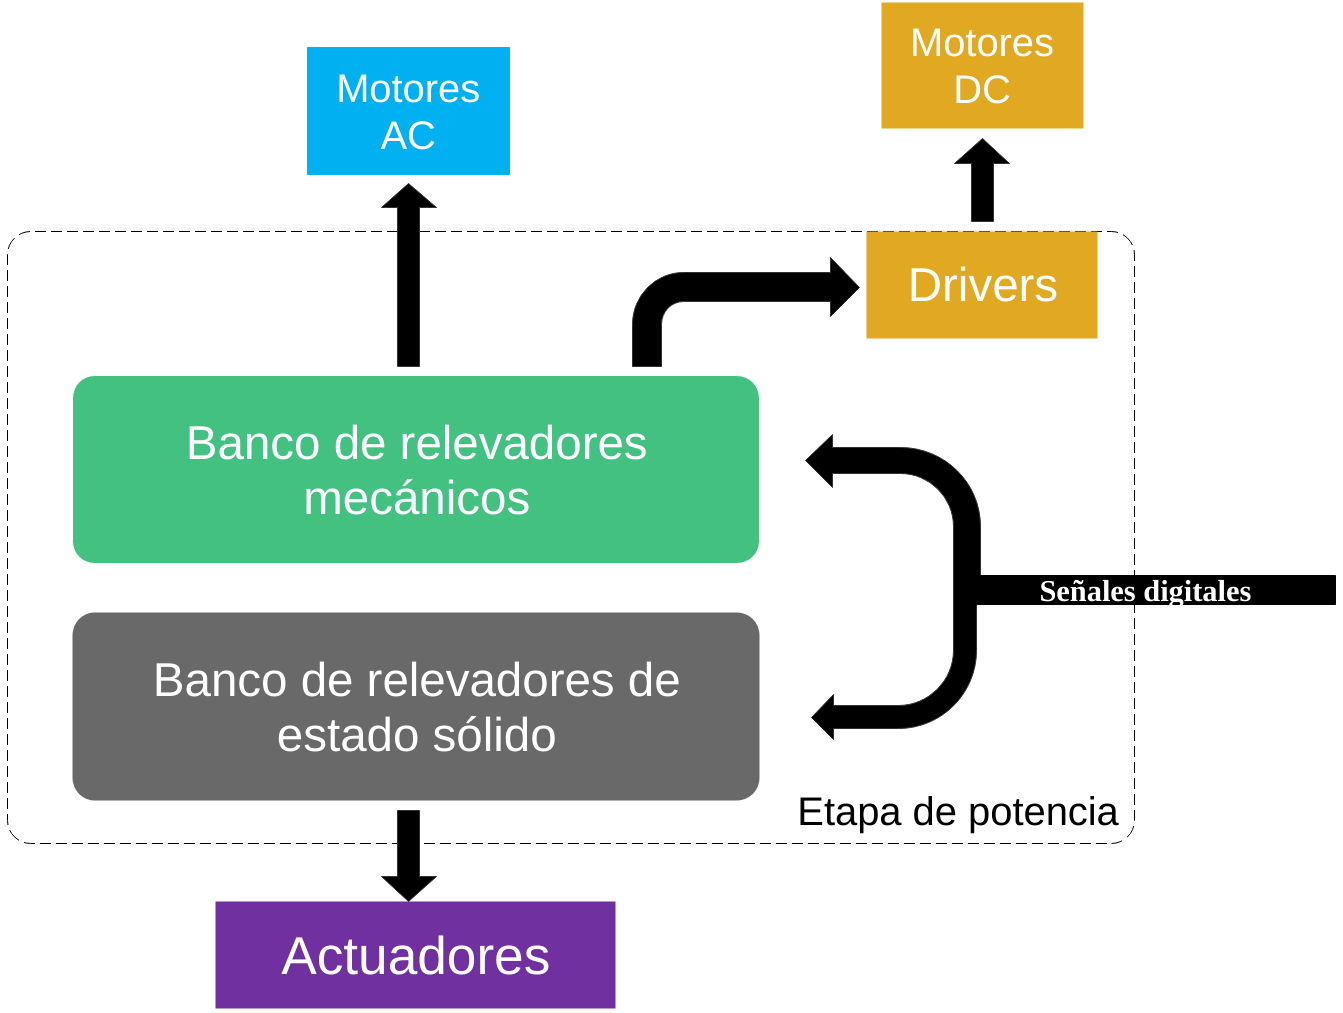 Motores
AC
Motores
DC
Drivers
Banco de relevadores
mecánicos
Señales digitales
Banco de relevadores de
estado sólido
Etapa de potencia
Actuadores